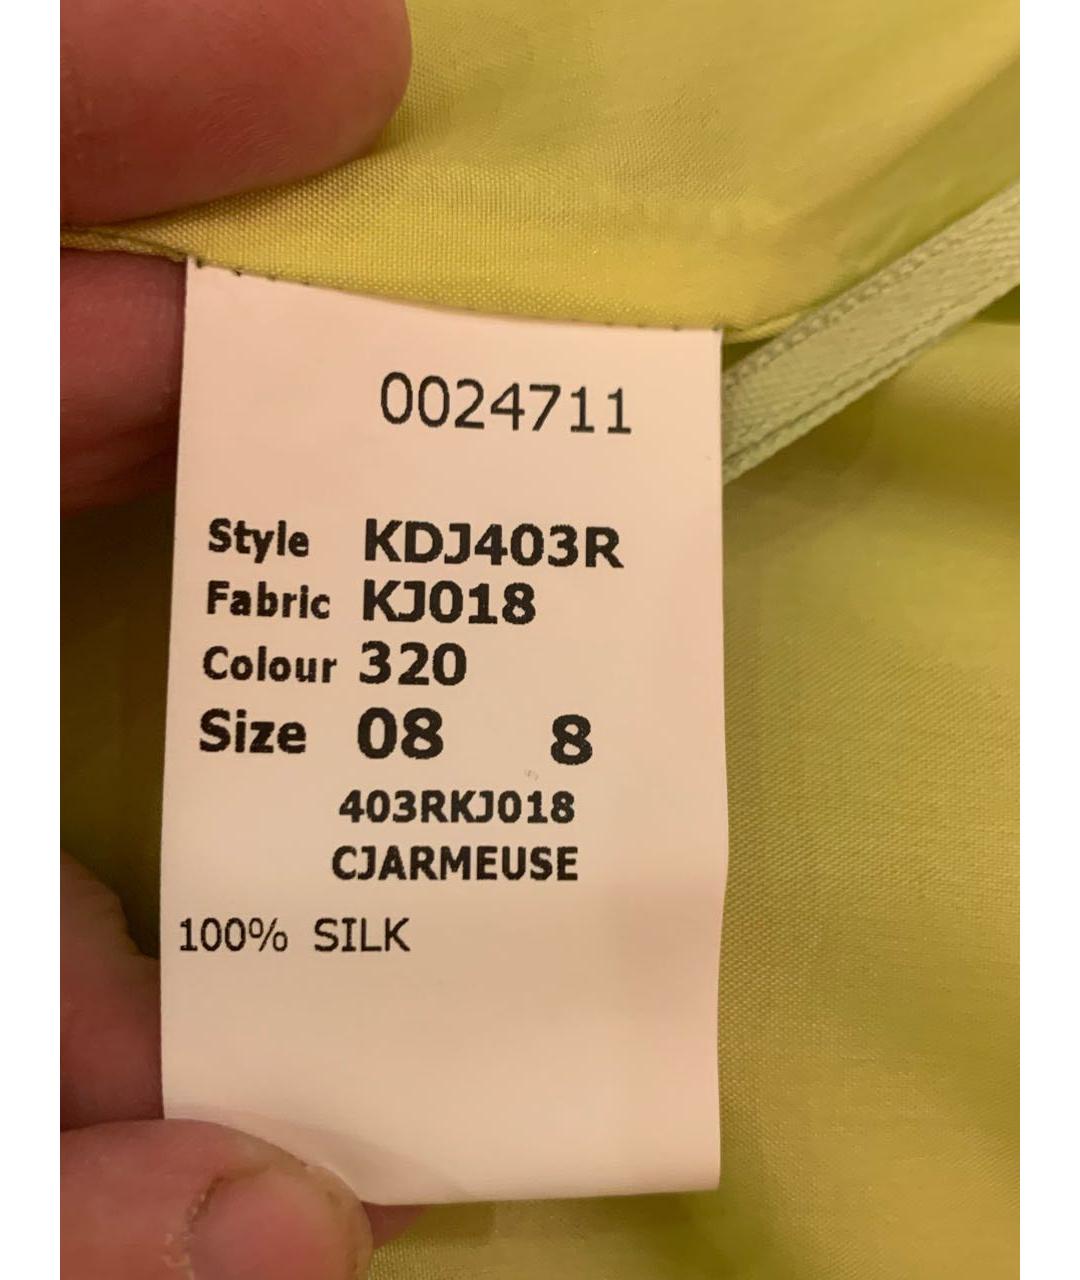 0024711
Style KDJ403R
Fabric KJ018
Colour 320
Size 08 8
403RKJ018
CJARMEUSE
100% SILK